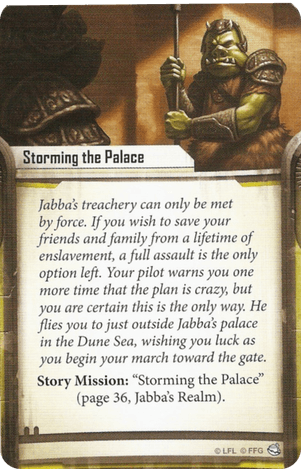 Storming the Palace
Jabba's treachery can only be met
by force. If you wish to save your
friends and family from a lifetime of
enslavement, a full assault is the only
option left. Your pilot warns you one
more time that the plan is crazy, but
you are certain this is the only way. He
flies you to just outside Jabba's palace
in the Dune Sea, wishing you luck as
you begin your march toward the gate.
Story Mission: “Storming the Palace”
(page 36, Jabba's Realm).
© LFL © FFG